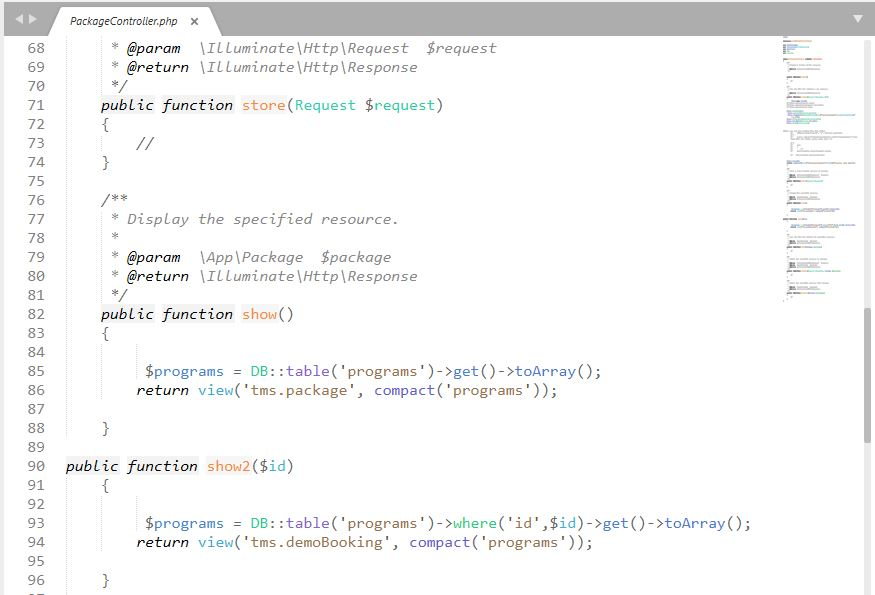 PackageController.php ×
68 * @param \Illuminate\Http\Request $request
69 * @return \Illuminate\Http\Response
70 */
71 public function store(Request $request)
72 {
73 //
74 }
75
76 /**
77 * Display the specified resource.
78 *
79 * @param \App\Package $package
80 * @return \Illuminate\Http\Response
81 */
82 public function show()
83 {
84
85 $programs = DB::table('programs')->get()->toArray();
86 return view('tms.package', compact('programs'));
87
88 }
89
90 public function show2($id)
91 {
92
93 $programs = DB::table('programs')->where('id',$id)->get()->toArray();
94 return view('tms.demoBooking', compact('programs'));
95
96 }